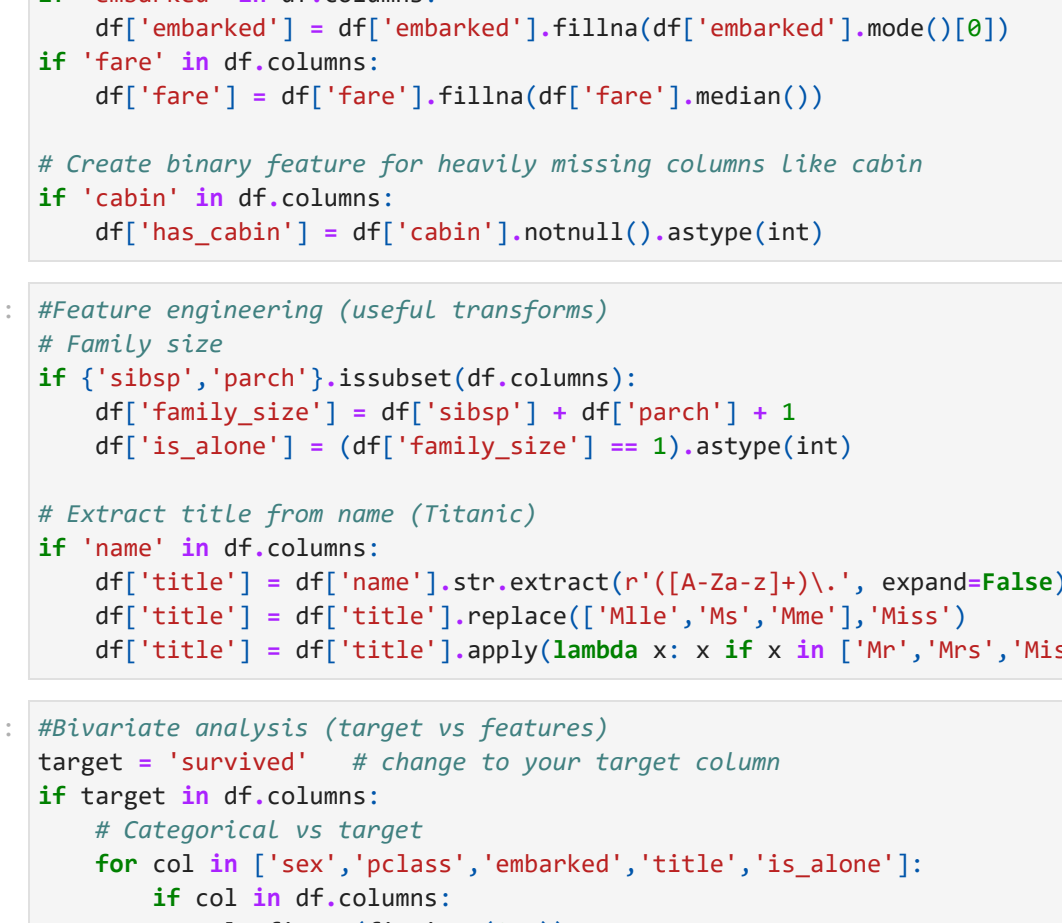 if 'embarked' in df.columns:
    df['embarked'] = df['embarked'].fillna(df['embarked'].mode()[0])
if 'fare' in df.columns:
    df['fare'] = df['fare'].fillna(df['fare'].median())
# Create binary feature for heavily missing columns like cabin
if 'cabin' in df.columns:
    df['has_cabin'] = df['cabin'].notnull().astype(int)
: #Feature engineering (useful transforms)
# Family size
if {'sibsp','parch'}.issubset(df.columns):
    df['family_size'] = df['sibsp'] + df['parch'] + 1
    df['is_alone'] = (df['family_size'] == 1).astype(int)
# Extract title from name (Titanic)
if 'name' in df.columns:
    df['title'] = df['name'].str.extract(r'([A-Za-z]+)\.', expand=False)
    df['title'] = df['title'].replace(['Mlle','Ms','Mme'],'Miss')
    df['title'] = df['title'].apply(lambda x: x if x in ['Mr','Mrs','Mis
: #Bivariate analysis (target vs features)
target = 'survived'   # change to your target column
if target in df.columns:
    # Categorical vs target
    for col in ['sex','pclass','embarked','title','is_alone']:
        if col in df.columns: